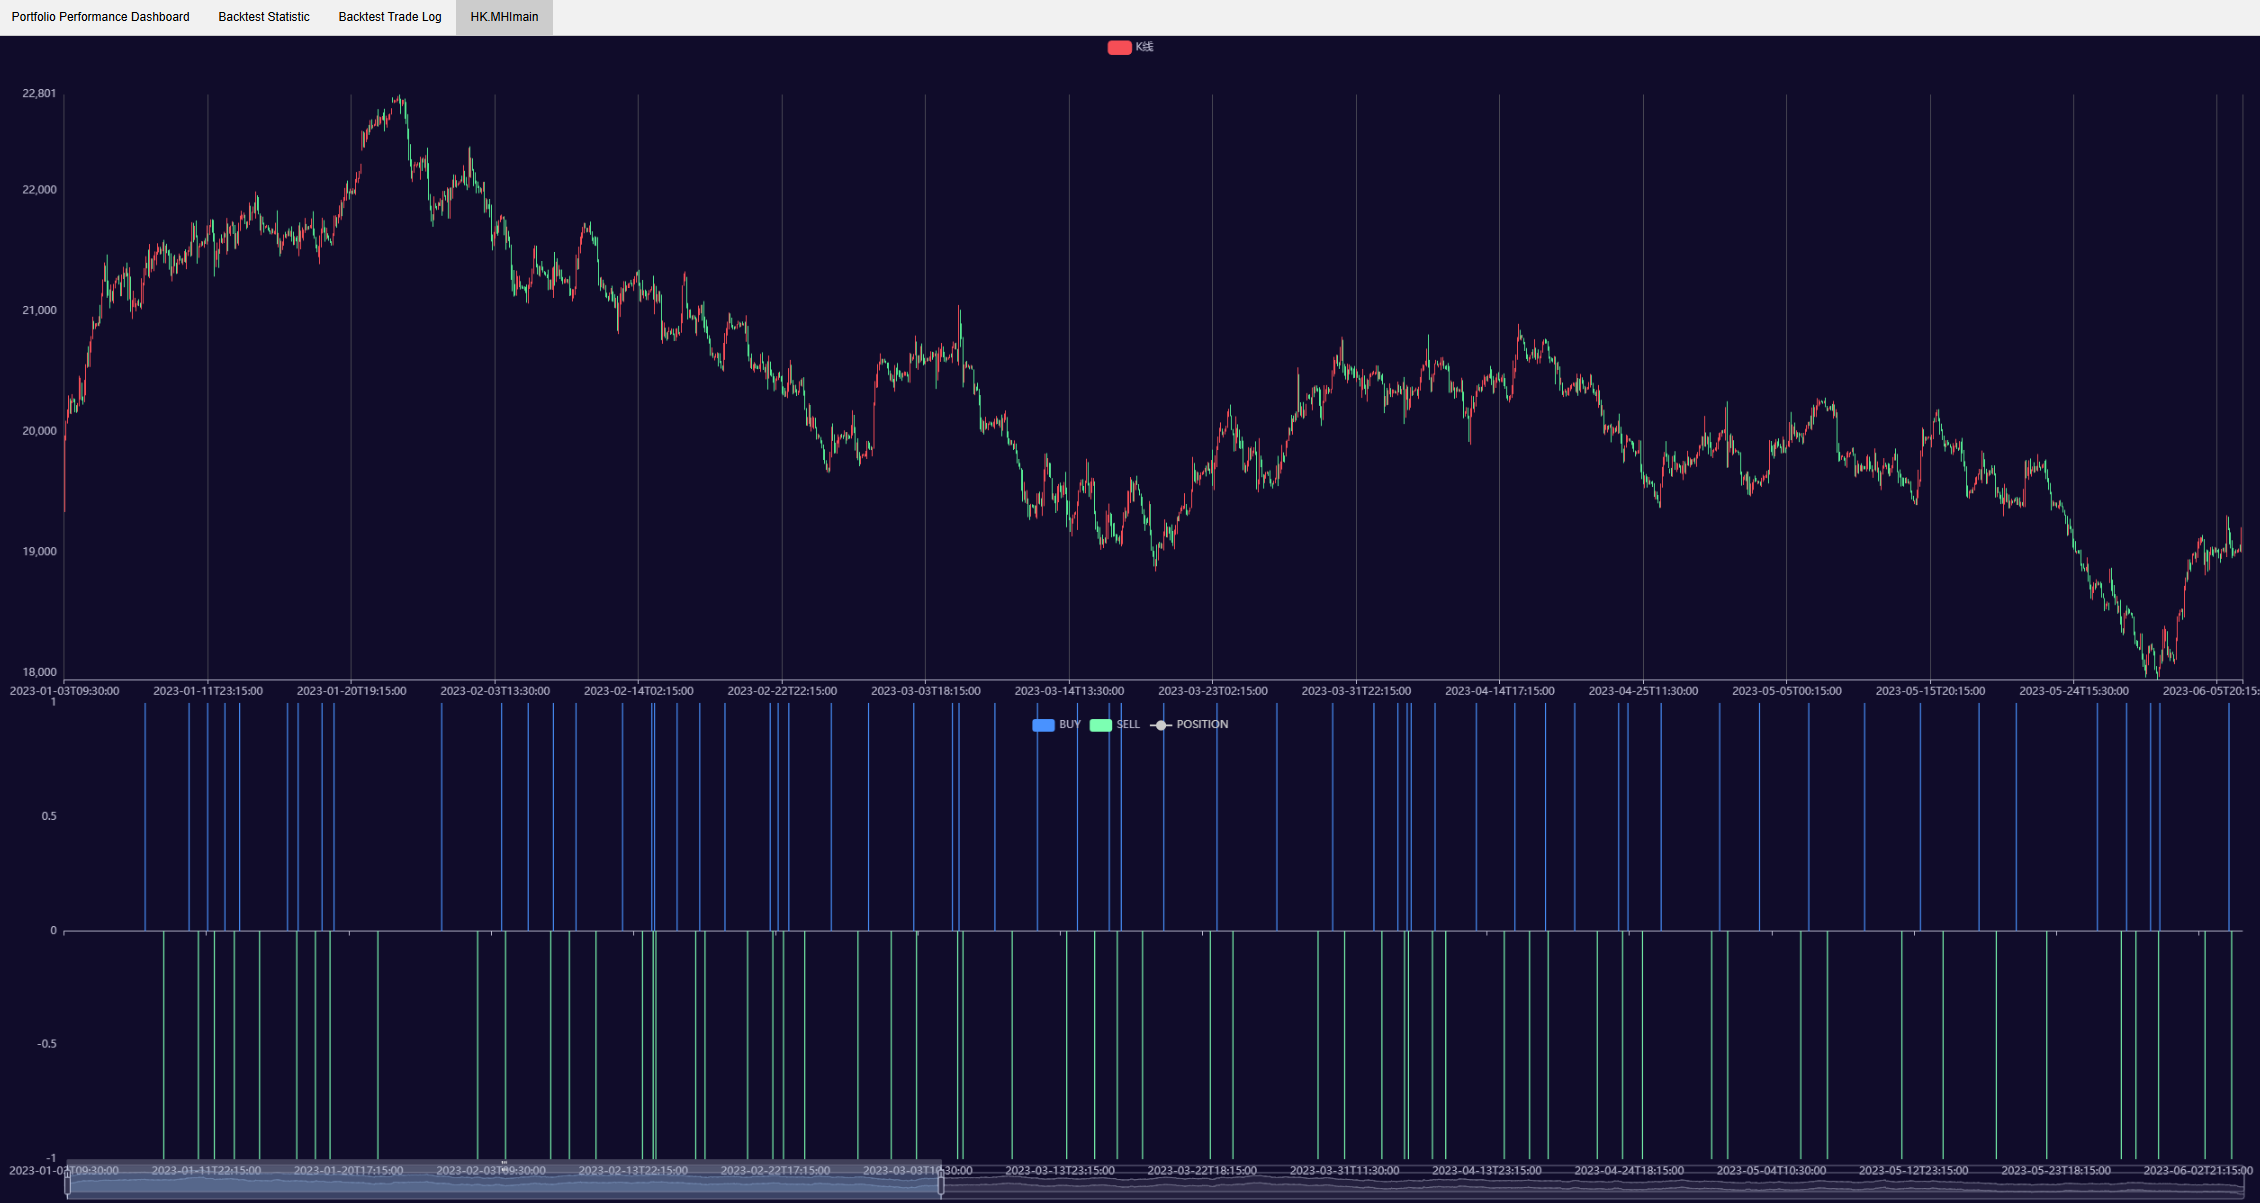 Portfolio Performance Dashboard Backtest Statistic Backtest Trade Log HK.MHImain
K线
22,801
22,000
21,000
20,000
19,000
18,000
2023-01-03T09:30:00 2023-01-11T23:15:00 2023-01-20T19:15:00 2023-02-03T13:30:00 2023-02-14T02:15:00 2023-02-22T22:15:00 2023-03-03T18:15:00 2023-03-14T13:30:00 2023-03-23T02:15:00 2023-03-31T22:15:00 2023-04-14T17:15:00 2023-04-25T11:30:00 2023-05-05T00:15:00 2023-05-15T20:15:00 2023-05-24T15:30:00 2023-06-05T20:15:
1
BUY SELL POSITION
0.5
0
-0.5
-1
2023-01-03T09:30:00 2023-01-11T22:15:00 2023-01-20T17:15:00 2023-02-03T09:30:00 2023-02-13T22:15:00 2023-02-22T17:15:00 2023-03-13T23:15:00 2023-03-22T18:15:00 2023-03-31T11:30:00 2023-04-13T23:15:00 2023-04-24T18:15:00 2023-05-04T10:30:00 2023-05-12T23:15:00 2023-05-23T18:15:00 2023-06-02T21:15:00